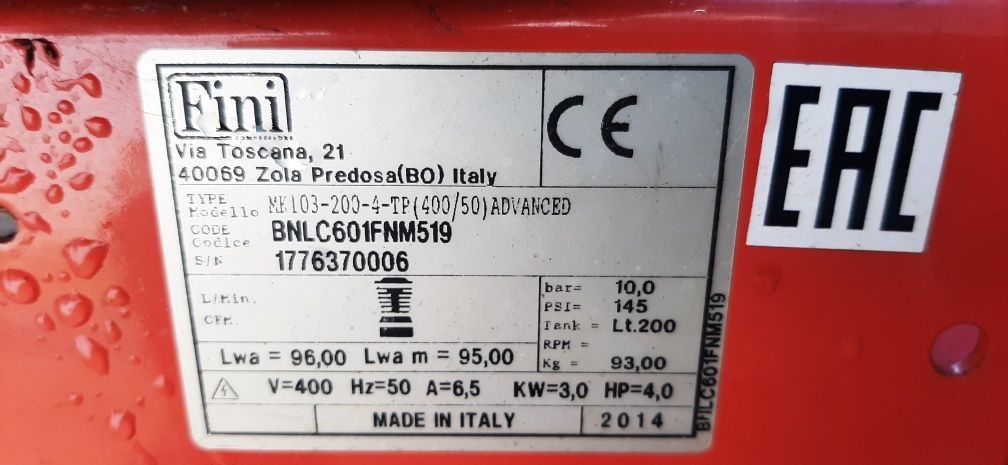 Fini
Via Toscana, 21
40069 Zola Predosa(BO) Italy
CE
EAC
TYPE
Modello MK103-200-4-TP(400/50)ADVANCED
CODE
Codice BNLC601FNM519
S/N 1776370006
L/Min.
CFM.
bar= 10,0
PSI= 145
Tank = Lt.200
RPM =
Kg = 93,00
Lwa = 96,00 Lwa m = 95,00
V=400 Hz=50 A=6,5 KW=3,0 HP=4,0
MADE IN ITALY 2014
BNLC601FNM519